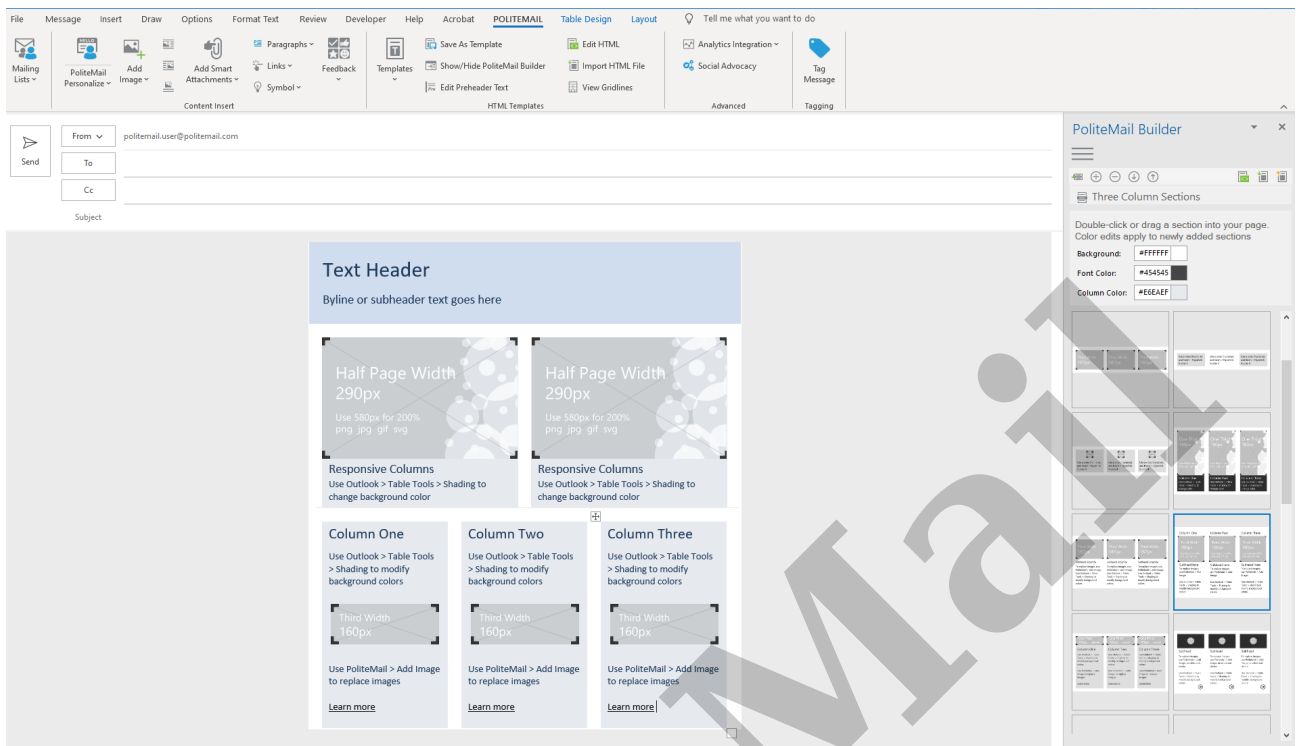 File Message Insert Draw Options Format Text Review Developer Help Acrobat POLITEMAIL Table Design Layout Tell me what you want to do
Mailing Lists
HELLO
PoliteMail Personalize
Add Image
Add Smart Attachments
Paragraphs
Links
Symbol
Feedback
Content Insert
Templates
Save As Template
Show/Hide PoliteMail Builder
Edit Preheader Text
Edit HTML
Import HTML File
View Gridlines
HTML Templates
Analytics Integration
Social Advocacy
Advanced
Tag Message
Tagging
Send
From
politemail.user@politemail.com
To
Cc
Subject
Text Header
Byline or subheader text goes here
Half Page Width
290px
Use 580px for 200%
png jpg gif svg
Responsive Columns
Use Outlook > Table Tools > Shading to
change background color
Half Page Width
290px
Use 580px for 200%
png jpg gif svg
Responsive Columns
Use Outlook > Table Tools > Shading to
change background color
Column One
Use Outlook > Table Tools
> Shading to modify
background colors
Third Width
160px
Use PoliteMail > Add Image
to replace images
Learn more
Column Two
Use Outlook > Table Tools
> Shading to modify
background colors
Third Width
160px
Use PoliteMail > Add Image
to replace images
Learn more
Column Three
Use Outlook > Table Tools
> Shading to modify
background colors
Third Width
160px
Use PoliteMail > Add Image
to replace images
Learn more
PoliteMail Builder
Three Column Sections
Double-click or drag a section into your page.
Color edits apply to newly added sections
Background: #FFFFFF
Font Color: #454545
Column Color: #E6EAEF
Column One Column Two Column Three
Mail